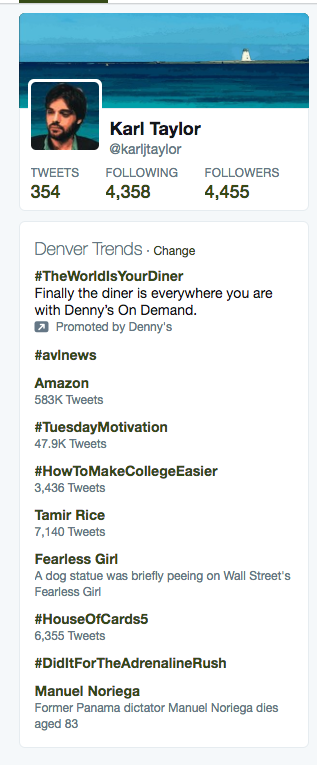 Karl Taylor
@karljtaylor
TWEETS FOLLOWING FOLLOWERS
354 4,358 4,455
Denver Trends · Change
#TheWorldIsYourDiner
Finally the diner is everywhere you are
with Denny's On Demand.
Promoted by Denny's
#avlnews
Amazon
583K Tweets
#TuesdayMotivation
47.9K Tweets
#HowToMakeCollegeEasier
3,436 Tweets
Tamir Rice
7,140 Tweets
Fearless Girl
A dog statue was briefly peeing on Wall Street's
Fearless Girl
#HouseOfCards5
6,355 Tweets
#DidItForTheAdrenalineRush
Manuel Noriega
Former Panama dictator Manuel Noriega dies
aged 83